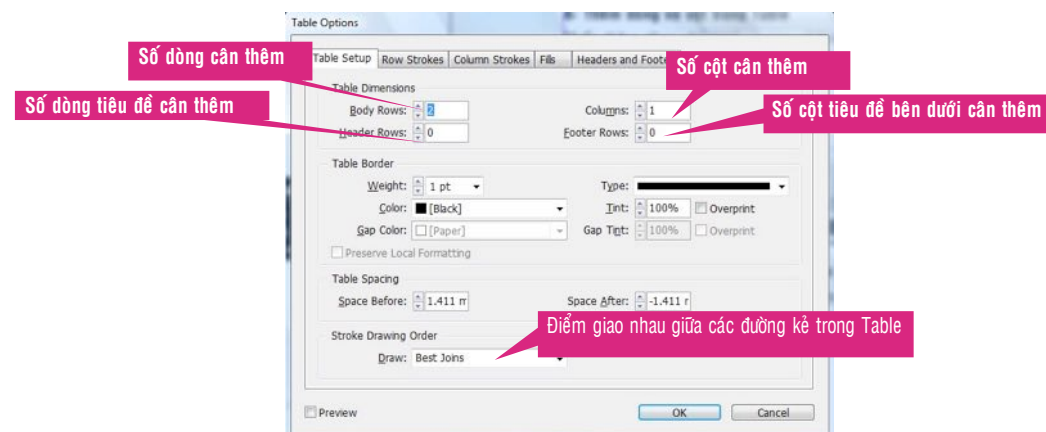 Table Options
Số dòng cân thêm
Table Setup Row Strokes Column Strokes Fills Headers and
Số cột cân thêm
Table Dimensions
Số dòng tiêu đề cân thêm
Body Rows: 2 Columns: 1
Số cột tiêu đề bên dưới cân thêm
Header Rows: 0 Footer Rows: 0
Table Border
Weight: 1 pt Type:
Color: [Black] Tint: 100% Overprint
Gap Color: [Paper] Gap Tint: 100% Overprint
Preserve Local Formatting
Table Spacing
Space Before: 1.411 Space After: -1.411
Điểm giao nhau giữa các đường kẻ trong Table
Stroke Drawing Order
Draw: Best Joins
Preview OK Cancel